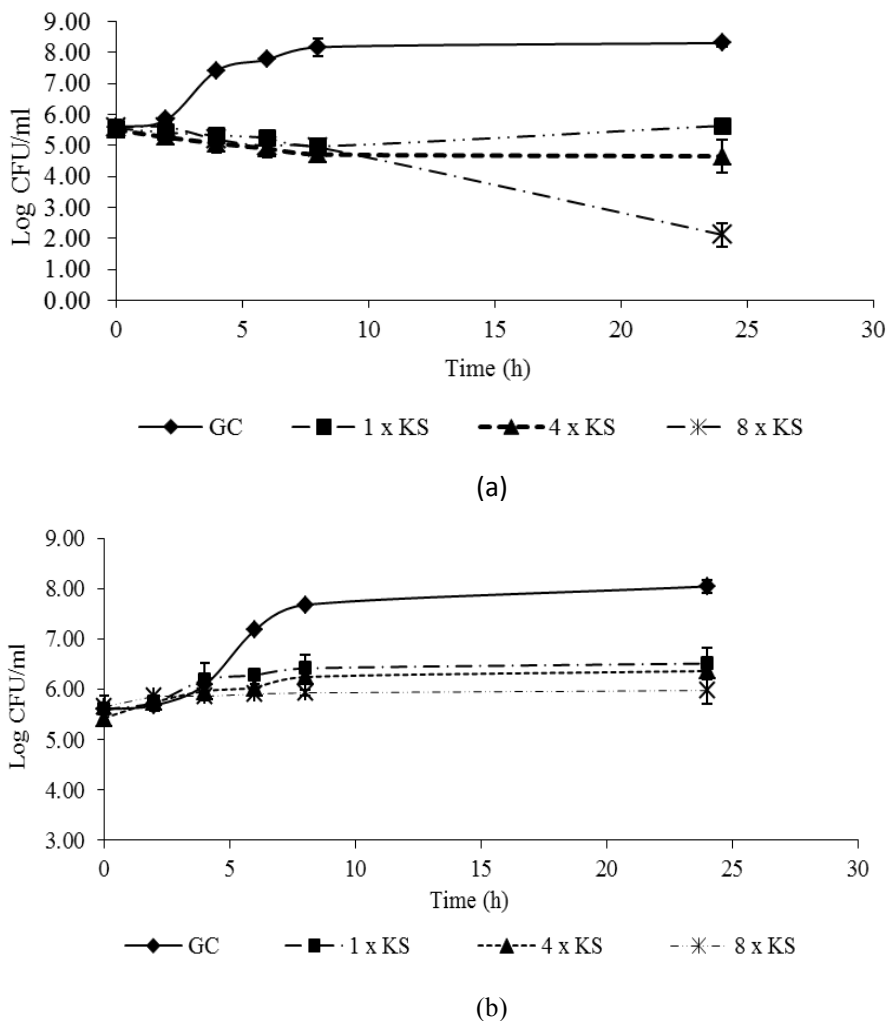 9.00
8.00
7.00
6.00
5.00
4.00
3.00
2.00
1.00
0.00
Log CFU/ml
0 5 10 15 20 25 30
Time (h)
GC 1 x KS 4 x KS 8 x KS
(a)
9.00
8.00
7.00
6.00
5.00
4.00
3.00
Log CFU/ml
0 5 10 15 20 25 30
Time (h)
GC 1 x KS 4 x KS 8 x KS
(b)